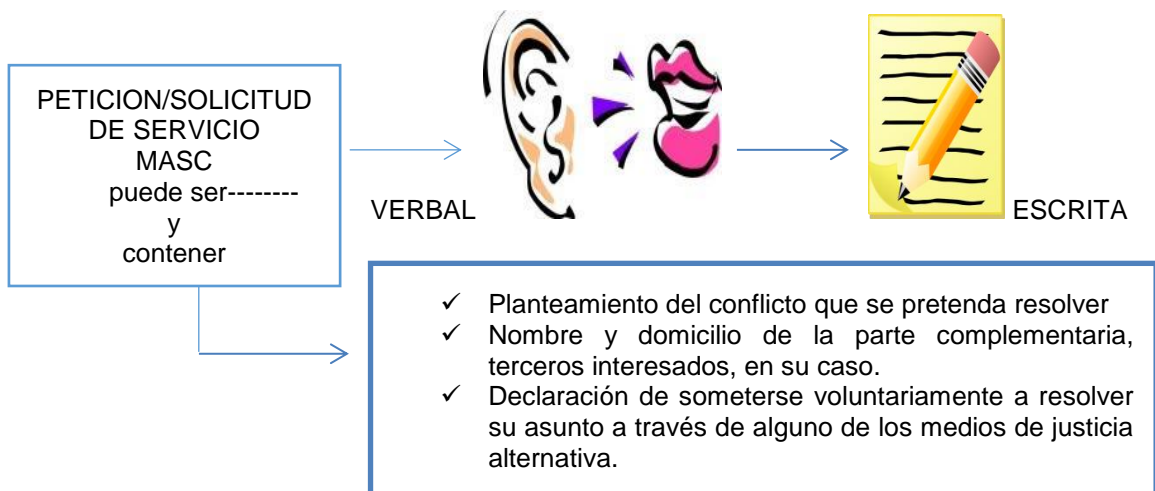 PETICION/SOLICITUD
DE SERVICIO
MASC
puede ser--------
y
contener
VERBAL
ESCRITA
✓ Planteamiento del conflicto que se pretenda resolver
✓ Nombre y domicilio de la parte complementaria,
terceros interesados, en su caso.
✓ Declaración de someterse voluntariamente a resolver
su asunto a través de alguno de los medios de justicia
alternativa.